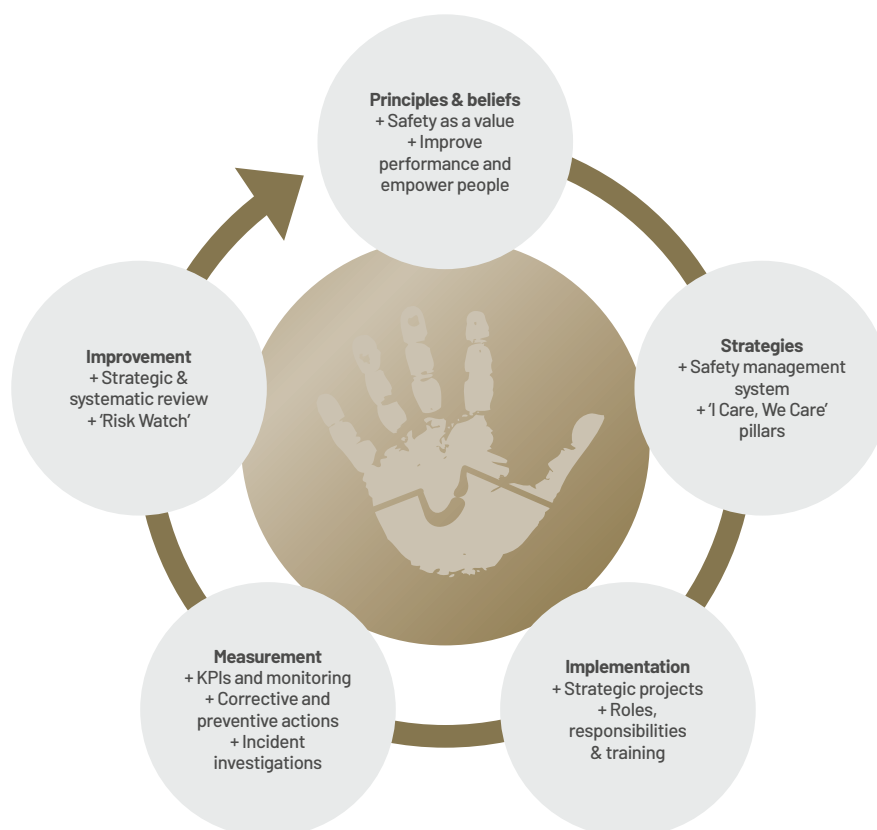 Principles & beliefs
+ Safety as a value
+ Improve
performance and
empower people
Strategies
+ Safety management
system
+ ‘I Care, We Care’
pillars
Implementation
+ Strategic projects
+ Roles,
responsibilities
& training
Measurement
+ KPIs and monitoring
+ Corrective and
preventive actions
+ Incident
investigations
Improvement
+ Strategic &
systematic review
+ ‘Risk Watch’